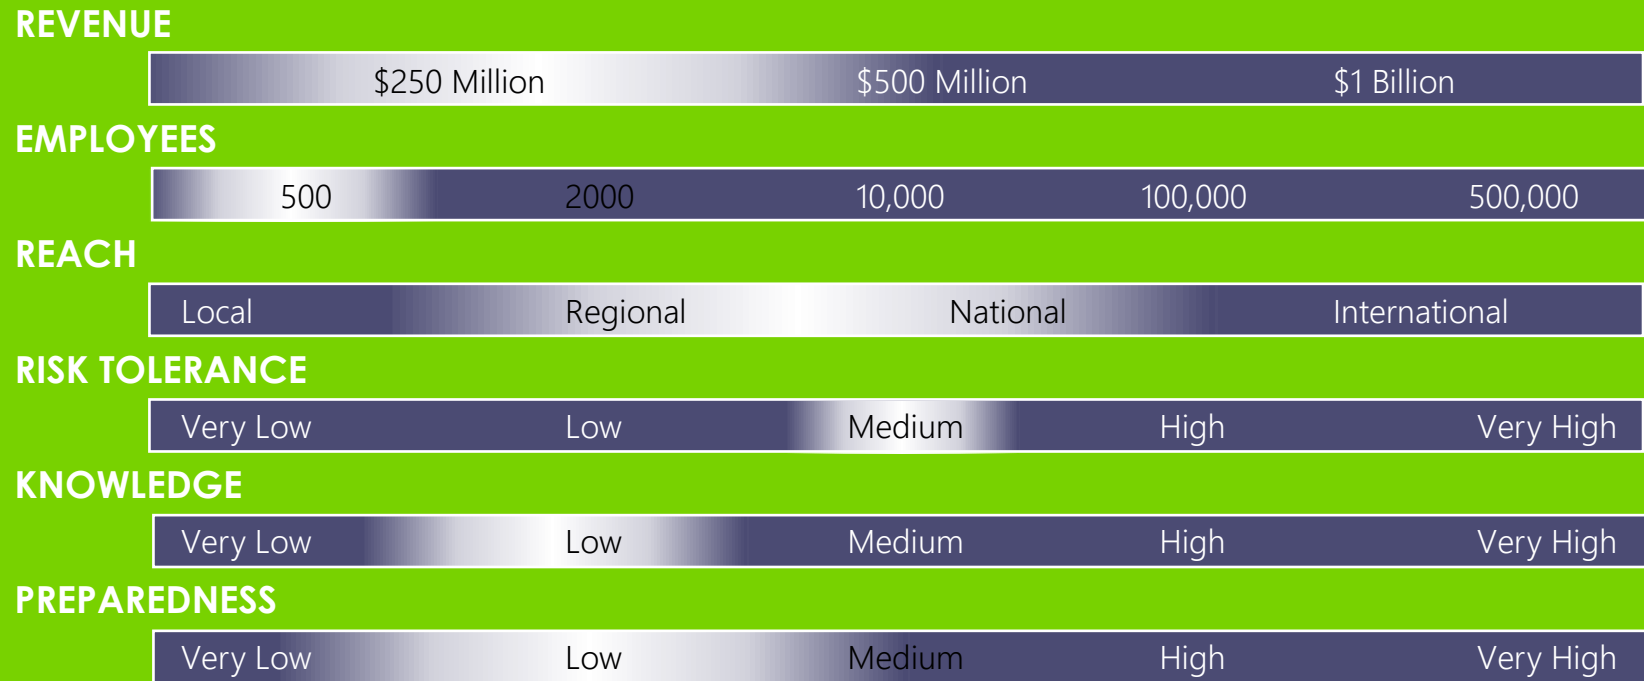 REVENUE
$250 Million $500 Million $1 Billion
EMPLOYEES
500 2000 10,000 100,000 500,000
REACH
Local Regional National International
RISK TOLERANCE
Very Low Low Medium High Very High
KNOWLEDGE
Very Low Low Medium High Very High
PREPAREDNESS
Very Low Low Medium High Very High